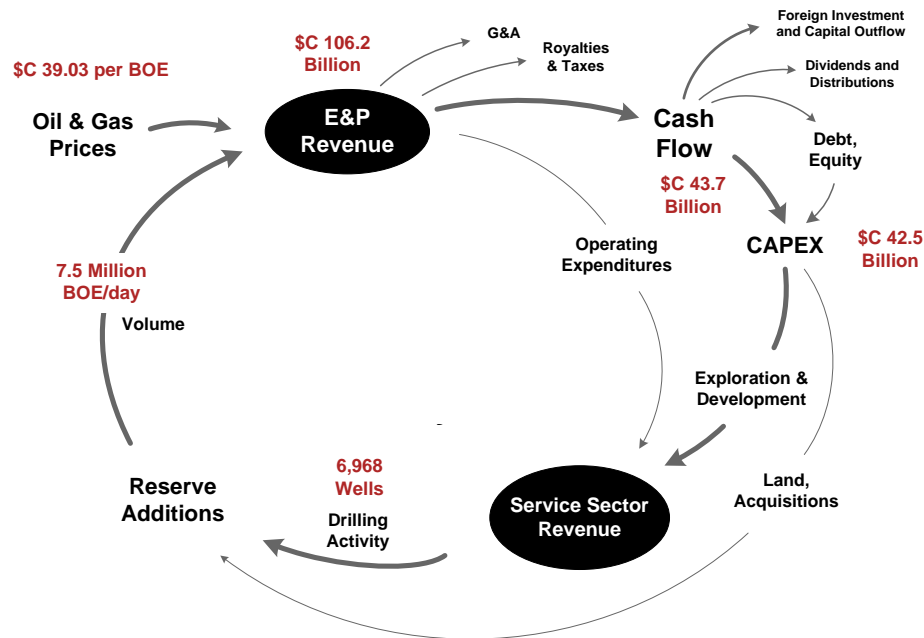 $C 39.03 per BOE
Oil & Gas
Prices
$C 106.2
Billion
E&P
Revenue
G&A
Royalties
& Taxes
Foreign Investment
and Capital Outflow
Dividends and
Distributions
Cash
Flow
Debt,
Equity
$C 43.7
Billion
CAPEX
$C 42.5
Billion
Operating
Expenditures
7.5 Million
BOE/day
Volume
Exploration &
Development
Reserve
Additions
6,968
Wells
Drilling
Activity
Service Sector
Revenue
Land,
Acquisitions